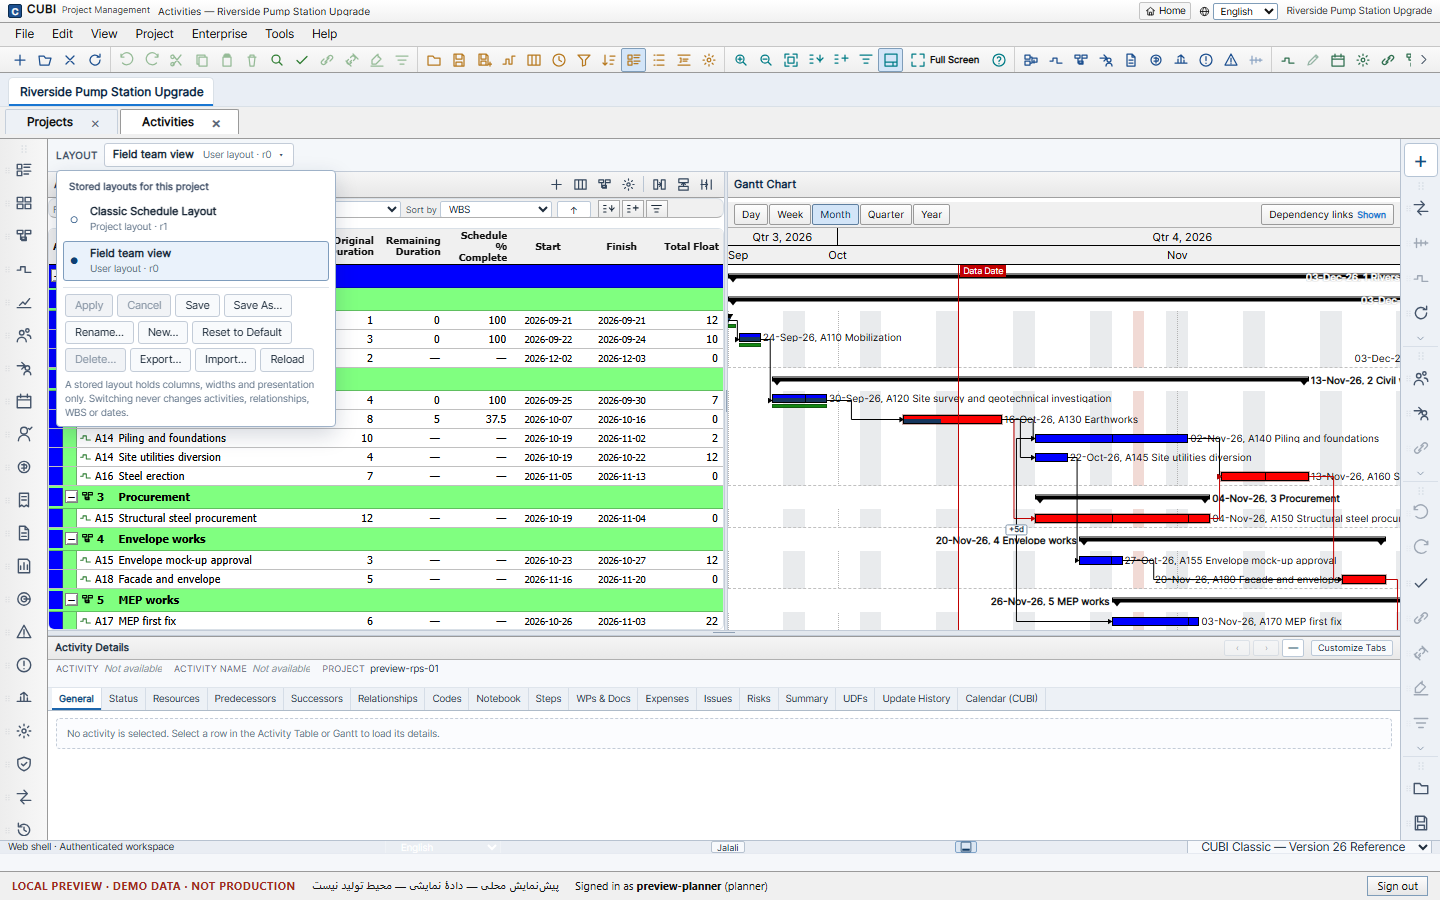 CUBI Project Management Activities — Riverside Pump Station Upgrade
Home English Riverside Pump Station Upgrade
File Edit View Project Enterprise Tools Help
Full Screen
Riverside Pump Station Upgrade
Projects Activities
LAYOUT Field team view User layout · r0
Stored layouts for this project
Classic Schedule Layout
Project layout · r1
Field team view
User layout · r0
Apply Cancel Save Save As...
Rename... New... Reset to Default
Delete... Export... Import... Reload
A stored layout holds columns, widths and presentation
only. Switching never changes activities, relationships,
WBS or dates.
Sort by WBS
Original Duration Remaining Duration Schedule % Complete Start Finish Total Float
1 0 100 2026-09-21 2026-09-21 12
3 0 100 2026-09-22 2026-09-24 10
2 — — 2026-12-02 2026-12-03 0
4 0 100 2026-09-25 2026-09-30 7
8 5 37.5 2026-10-07 2026-10-16 0
A14 Piling and foundations 10 — — 2026-10-19 2026-11-02 2
A14 Site utilities diversion 4 — — 2026-10-19 2026-10-22 12
A16 Steel erection 7 — — 2026-11-05 2026-11-13 0
3 Procurement
A15 Structural steel procurement 12 — — 2026-10-19 2026-11-04 0
4 Envelope works
A15 Envelope mock-up approval 3 — — 2026-10-23 2026-10-27 12
A18 Facade and envelope 5 — — 2026-11-16 2026-11-20 0
5 MEP works
A17 MEP first fix 6 — — 2026-10-26 2026-11-03 22
Gantt Chart
Day Week Month Quarter Year Dependency links Shown
Qtr 3, 2026 Qtr 4, 2026
Sep Oct Nov
Data Date
03-Dec-26, 1 Rivers
03-Dec-
24-Sep-26, A110 Mobilization
03-Dec-2
13-Nov-26, 2 Civil
30-Sep-26, A120 Site survey and geotechnical investigation
16-Oct-26, A130 Earthworks
02-Nov-26, A140 Piling and foundations
22-Oct-26, A145 Site utilities diversion
13-Nov-26, A160 S
04-Nov-26, 3 Procurement
04-Nov-26, A150 Structural steel procur
+5d
20-Nov-26, 4 Envelope works
27-Oct-26, A155 Envelope mock-up approval
20-Nov-26, A180 Facade and envelope
26-Nov-26, 5 MEP works
03-Nov-26, A170 MEP first fix
Activity Details Customize Tabs
ACTIVITY Not available ACTIVITY NAME Not available PROJECT preview-rps-01
General Status Resources Predecessors Successors Relationships Codes Notebook Steps WPs & Docs Expenses Issues Risks Summary UDFs Update History Calendar (CUBI)
No activity is selected. Select a row in the Activity Table or Gantt to load its details.
Web shell · Authenticated workspace English Jalali CUBI Classic — Version 26 Reference
LOCAL PREVIEW · DEMO DATA · NOT PRODUCTION پیش‌نمایش محلی — دادهٔ نمایشی — محیط تولید نیست Signed in as preview-planner (planner) Sign out